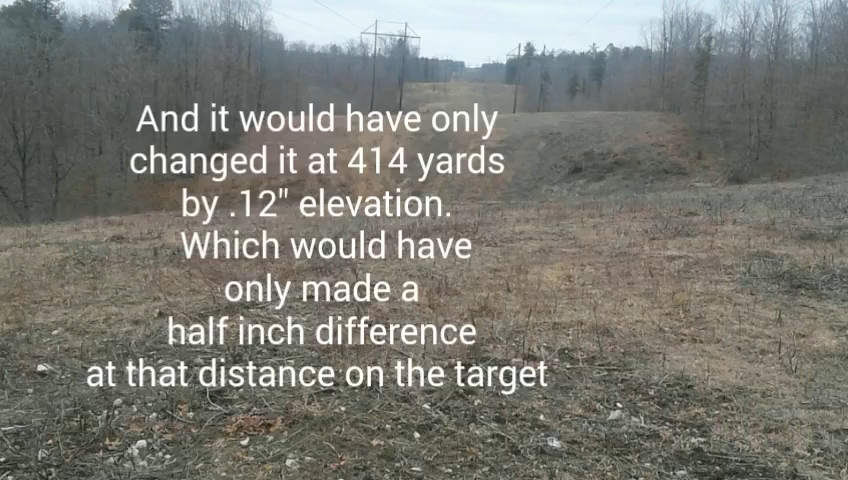 And it would have only
changed it at 414 yards
by .12" elevation.
Which would have
only made a
half inch difference
at that distance on the target